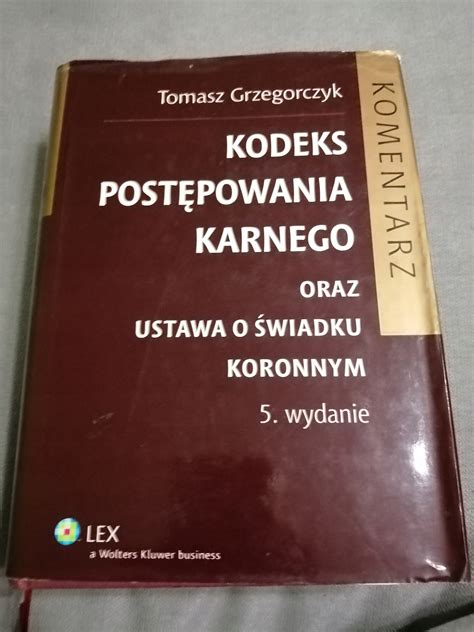 Tomasz Grzegorczyk
KODEKS
POSTĘPOWANIA
KARNEGO
ORAZ
USTAWA O ŚWIADKU
KORONNYM
5. wydanie
KOMENTARZ
LEX
a Wolters Kluwer business